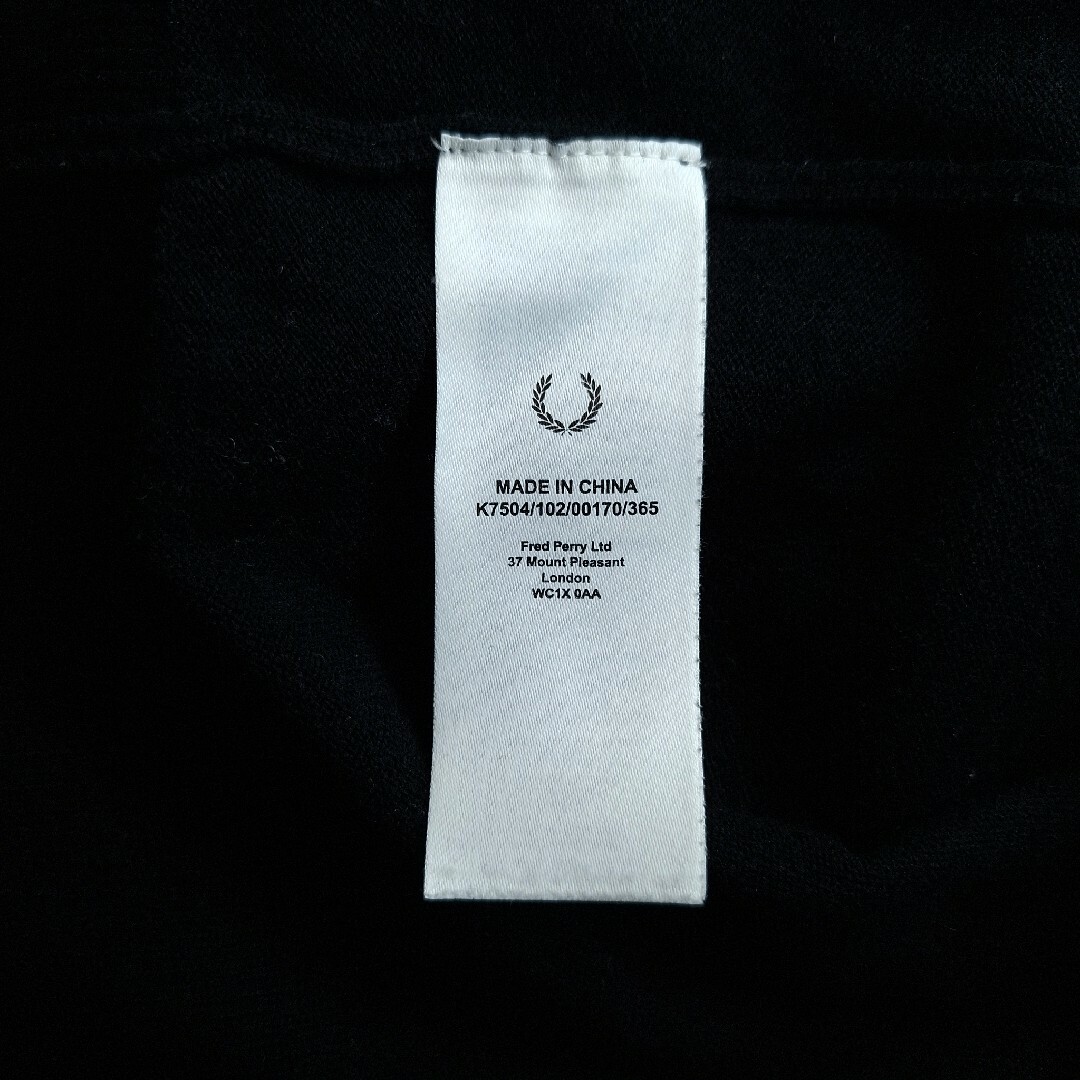 MADE IN CHINA
K7504/102/00170/365
Fred Perry Ltd
37 Mount Pleasant
London
WC1X 0AA